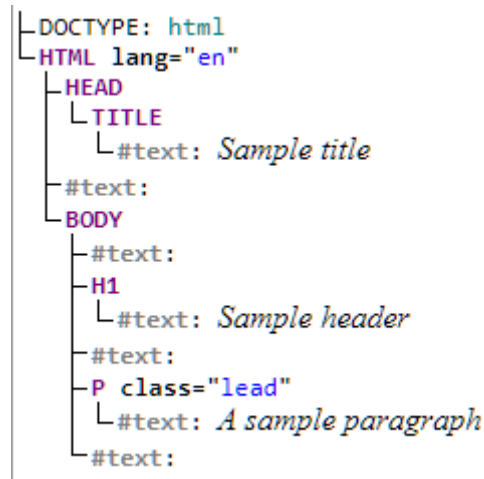 DOCTYPE: html
HTML lang="en"
HEAD
TITLE
#text: Sample title
#text:
BODY
#text:
H1
#text: Sample header
#text:
P class="lead"
#text: A sample paragraph
#text: